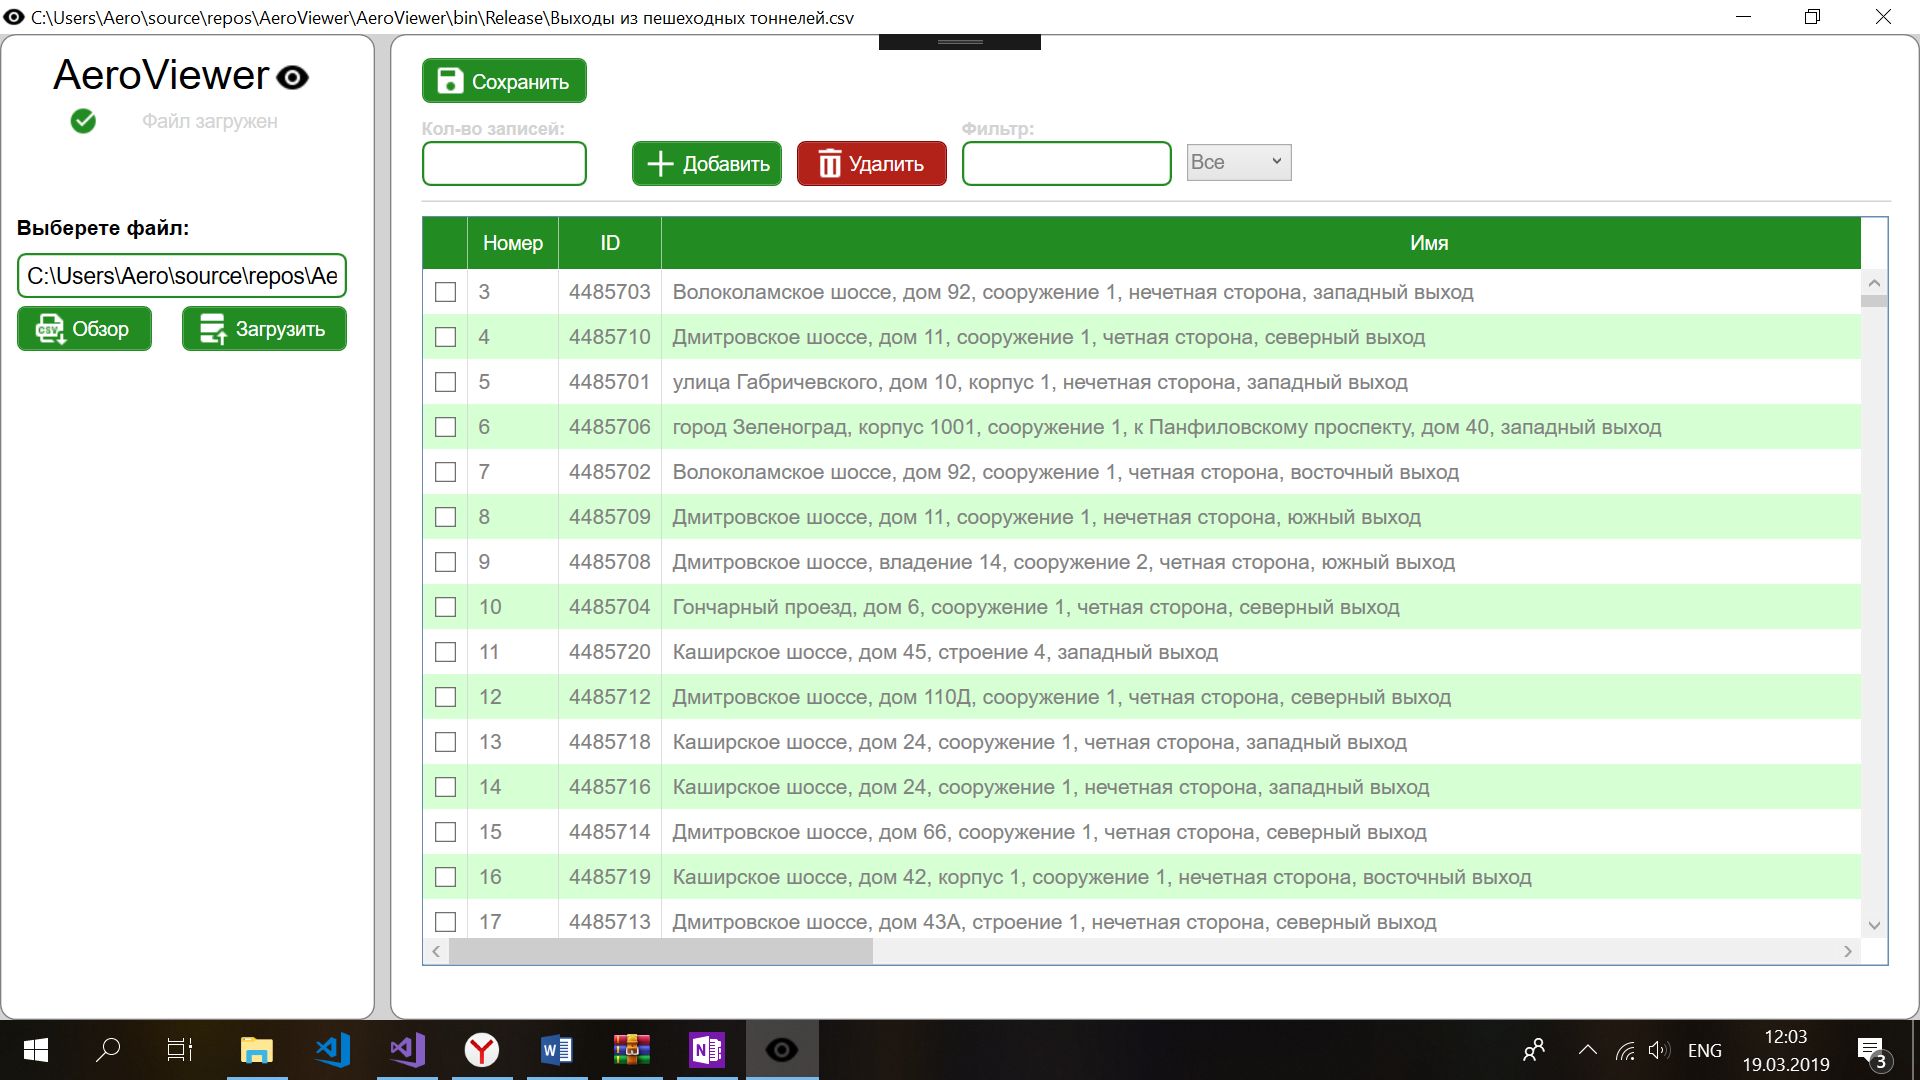 C:\Users\Aero\source\repos\AeroViewer\AeroViewer\bin\Release\Выходы из пешеходных тоннелей.csv
AeroViewer
Файл загружен
Выберете файл:
C:\Users\Aero\source\repos\Ae
CSV Обзор
Загрузить
Сохранить
Кол-во записей:
Фильтр:
Добавить
Удалить
Все
Номер ID Имя
3 4485703 Волоколамское шоссе, дом 92, сооружение 1, нечетная сторона, западный выход
4 4485710 Дмитровское шоссе, дом 11, сооружение 1, четная сторона, северный выход
5 4485701 улица Габричевского, дом 10, корпус 1, нечетная сторона, западный выход
6 4485706 город Зеленоград, корпус 1001, сооружение 1, к Панфиловскому проспекту, дом 40, западный выход
7 4485702 Волоколамское шоссе, дом 92, сооружение 1, четная сторона, восточный выход
8 4485709 Дмитровское шоссе, дом 11, сооружение 1, нечетная сторона, южный выход
9 4485708 Дмитровское шоссе, владение 14, сооружение 2, четная сторона, южный выход
10 4485704 Гончарный проезд, дом 6, сооружение 1, четная сторона, северный выход
11 4485720 Каширское шоссе, дом 45, строение 4, западный выход
12 4485712 Дмитровское шоссе, дом 110Д, сооружение 1, четная сторона, северный выход
13 4485718 Каширское шоссе, дом 24, сооружение 1, четная сторона, западный выход
14 4485716 Каширское шоссе, дом 24, сооружение 1, нечетная сторона, западный выход
15 4485714 Дмитровское шоссе, дом 66, сооружение 1, четная сторона, северный выход
16 4485719 Каширское шоссе, дом 42, корпус 1, сооружение 1, нечетная сторона, восточный выход
17 4485713 Дмитровское шоссе, дом 43А, строение 1, нечетная сторона, северный выход
ENG
12:03
19.03.2019
3